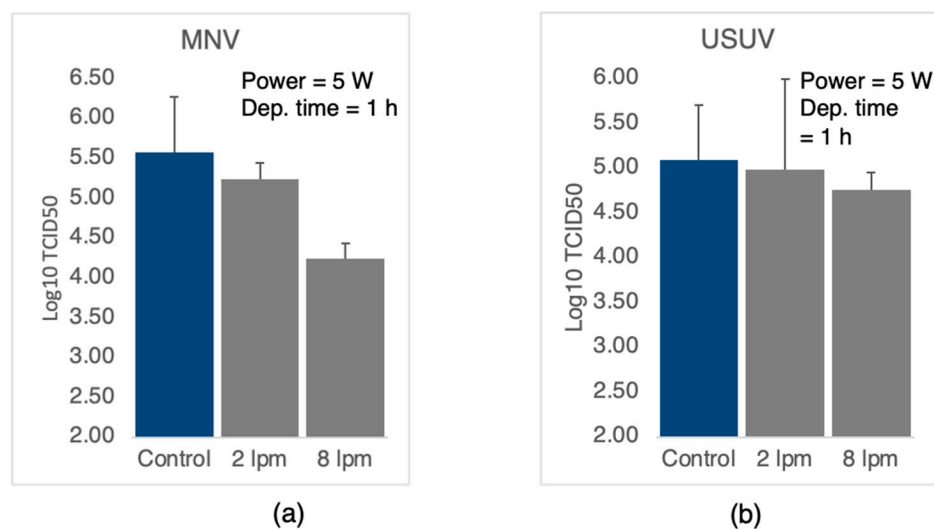 MNV
Power = 5 W
Dep. time = 1 h
6.50
6.00
5.50
5.00
4.50
4.00
3.50
3.00
2.50
2.00
Log10 TCID50
Control 2 lpm 8 lpm
(a)
USUV
Power = 5 W
Dep. time
= 1 h
6.00
5.50
5.00
4.50
4.00
3.50
3.00
2.50
2.00
Log10 TCID50
Control 2 lpm 8 lpm
(b)